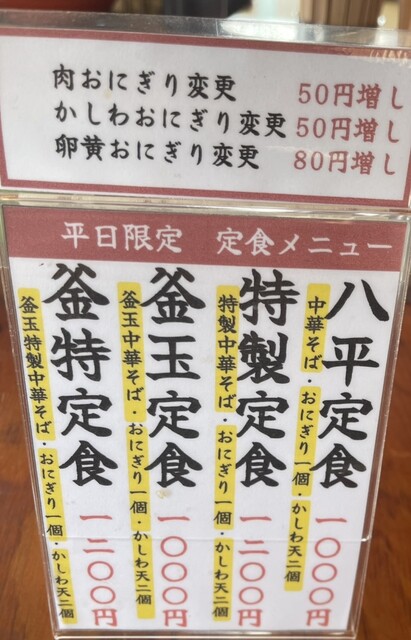 肉おにぎり変更 50円増し
かしわおにぎり変更 50円増し
卵黄おにぎり変更 80円増し
平日限定 定食メニュー
八平定食 一〇〇〇円
中華そば・おにぎり一個・かしわ天二個
特製定食 一二〇〇円
特製中華そば・おにぎり一個・かしわ天二個
釜玉定食 一〇〇〇円
釜玉中華そば・おにぎり一個・かしわ天二個
釜特定食 一二〇〇円
釜玉特製中華そば・おにぎり一個・かしわ天二個